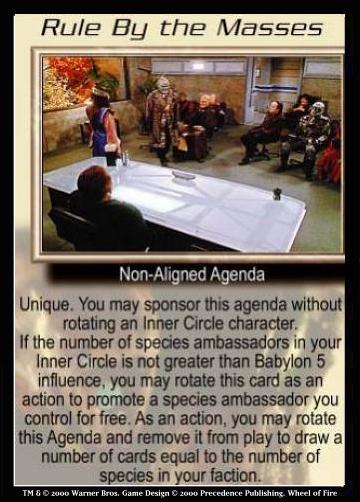 Rule By the Masses
Non-Aligned Agenda
Unique. You may sponsor this agenda without
rotating an Inner Circle character.
If the number of species ambassadors in your
Inner Circle is not greater than Babylon 5
influence, you may rotate this card as an
action to promote a species ambassador you
control for free. As an action, you may rotate
this Agenda and remove it from play to draw a
number of cards equal to the number of
species in your faction.
TM & © 2000 Warner Bros. Game Design © 2000 Precedence Publishing. Wheel of Fire